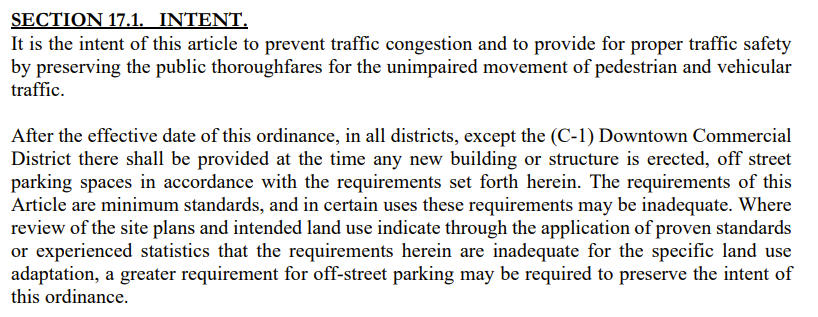 SECTION 17.1. INTENT.
It is the intent of this article to prevent traffic congestion and to provide for proper traffic safety
by preserving the public thoroughfares for the unimpaired movement of pedestrian and vehicular
traffic.
After the effective date of this ordinance, in all districts, except the (C-1) Downtown Commercial
District there shall be provided at the time any new building or structure is erected, off street
parking spaces in accordance with the requirements set forth herein. The requirements of this
Article are minimum standards, and in certain uses these requirements may be inadequate. Where
review of the site plans and intended land use indicate through the application of proven standards
or experienced statistics that the requirements herein are inadequate for the specific land use
adaptation, a greater requirement for off-street parking may be required to preserve the intent of
this ordinance.